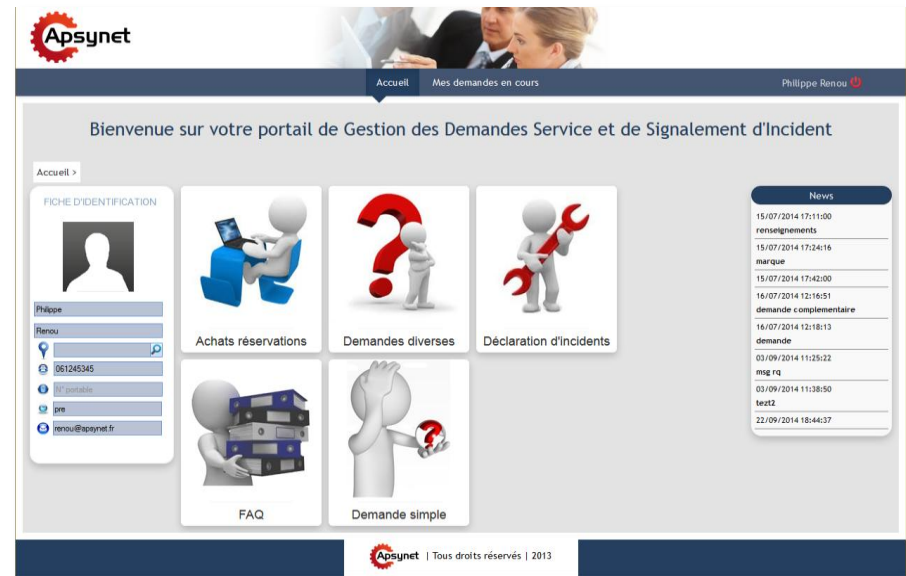 Apsynet
Accueil Mes demandes en cours Philippe Renou
Bienvenue sur votre portail de Gestion des Demandes Service et de Signalement d'Incident
Accueil >
FICHE D'IDENTIFICATION
Philippe
Renou
061245345
N° portable
pre
renou@apsynet.fr
Achats réservations
Demandes diverses
Déclaration d'incidents
FAQ
Demande simple
News
15/07/2014 17:11:00
renseignements
15/07/2014 17:24:16
marque
15/07/2014 17:42:00
16/07/2014 12:16:51
demande complementaire
16/07/2014 12:18:13
demande
03/09/2014 11:25:22
msg rq
03/09/2014 11:38:50
tezt2
22/09/2014 18:44:37
Apsynet | Tous droits réservés | 2013